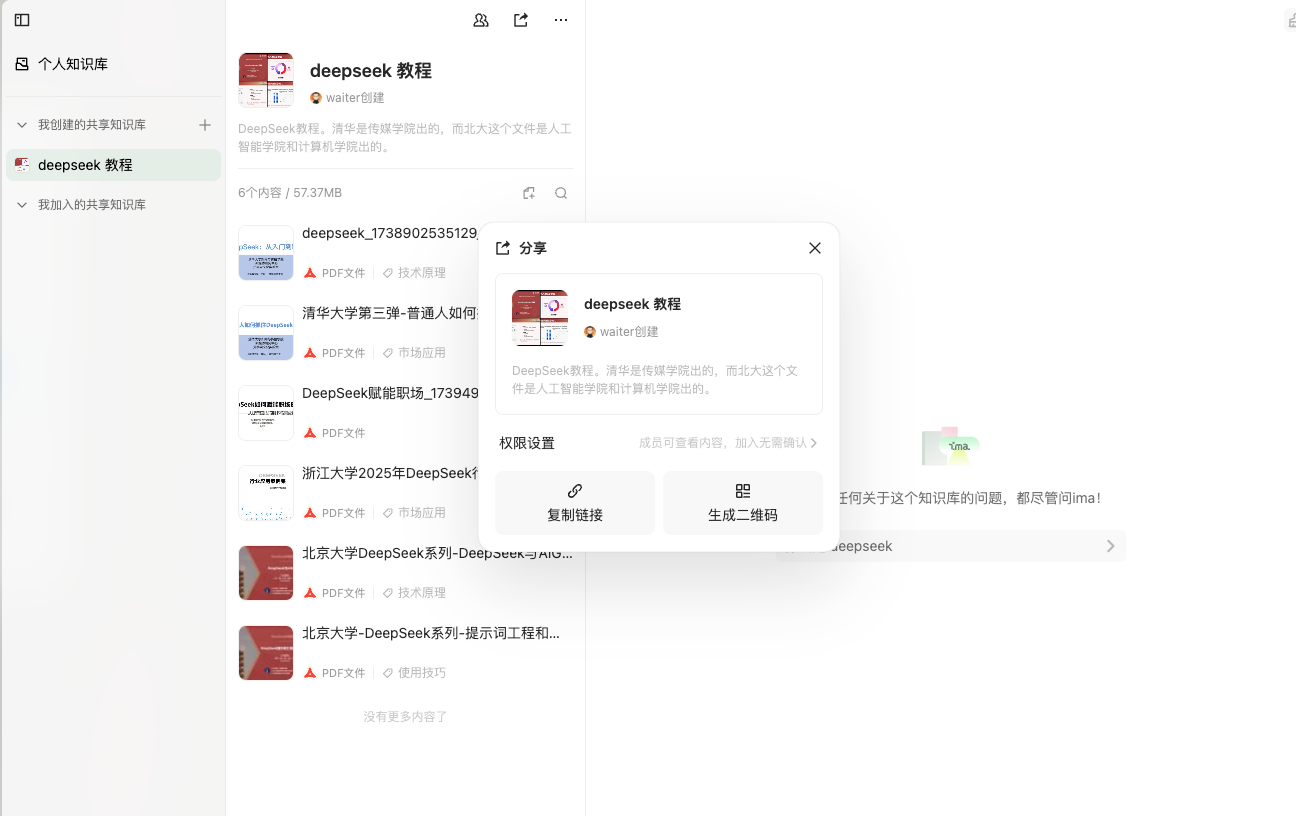 个人知识库
我创建的共享知识库
deepseek 教程
我加入的共享知识库
deepseek 教程
waiter创建
DeepSeek教程。清华是传媒学院出的，而北大这个文件是人工
智能学院和计算机学院出的。
6个内容 / 57.37MB
deepseek_1738902535129_
PDF文件 技术原理
清华大学第三弹-普通人如何
PDF文件 市场应用
DeepSeek赋能职场_173949
PDF文件
浙江大学2025年DeepSeek
PDF文件 市场应用
北京大学DeepSeek系列-DeepSeek与AIG...
PDF文件 技术原理
北京大学-DeepSeek系列-提示词工程和...
PDF文件 使用技巧
没有更多内容了
分享
deepseek 教程
waiter创建
DeepSeek教程。清华是传媒学院出的，而北大这个文
件是人工智能学院和计算机学院出的。
权限设置
成员可查看内容，加入无需确认
复制链接
生成二维码
ima.
任何关于这个知识库的问题，都尽管问ima！
deepseek